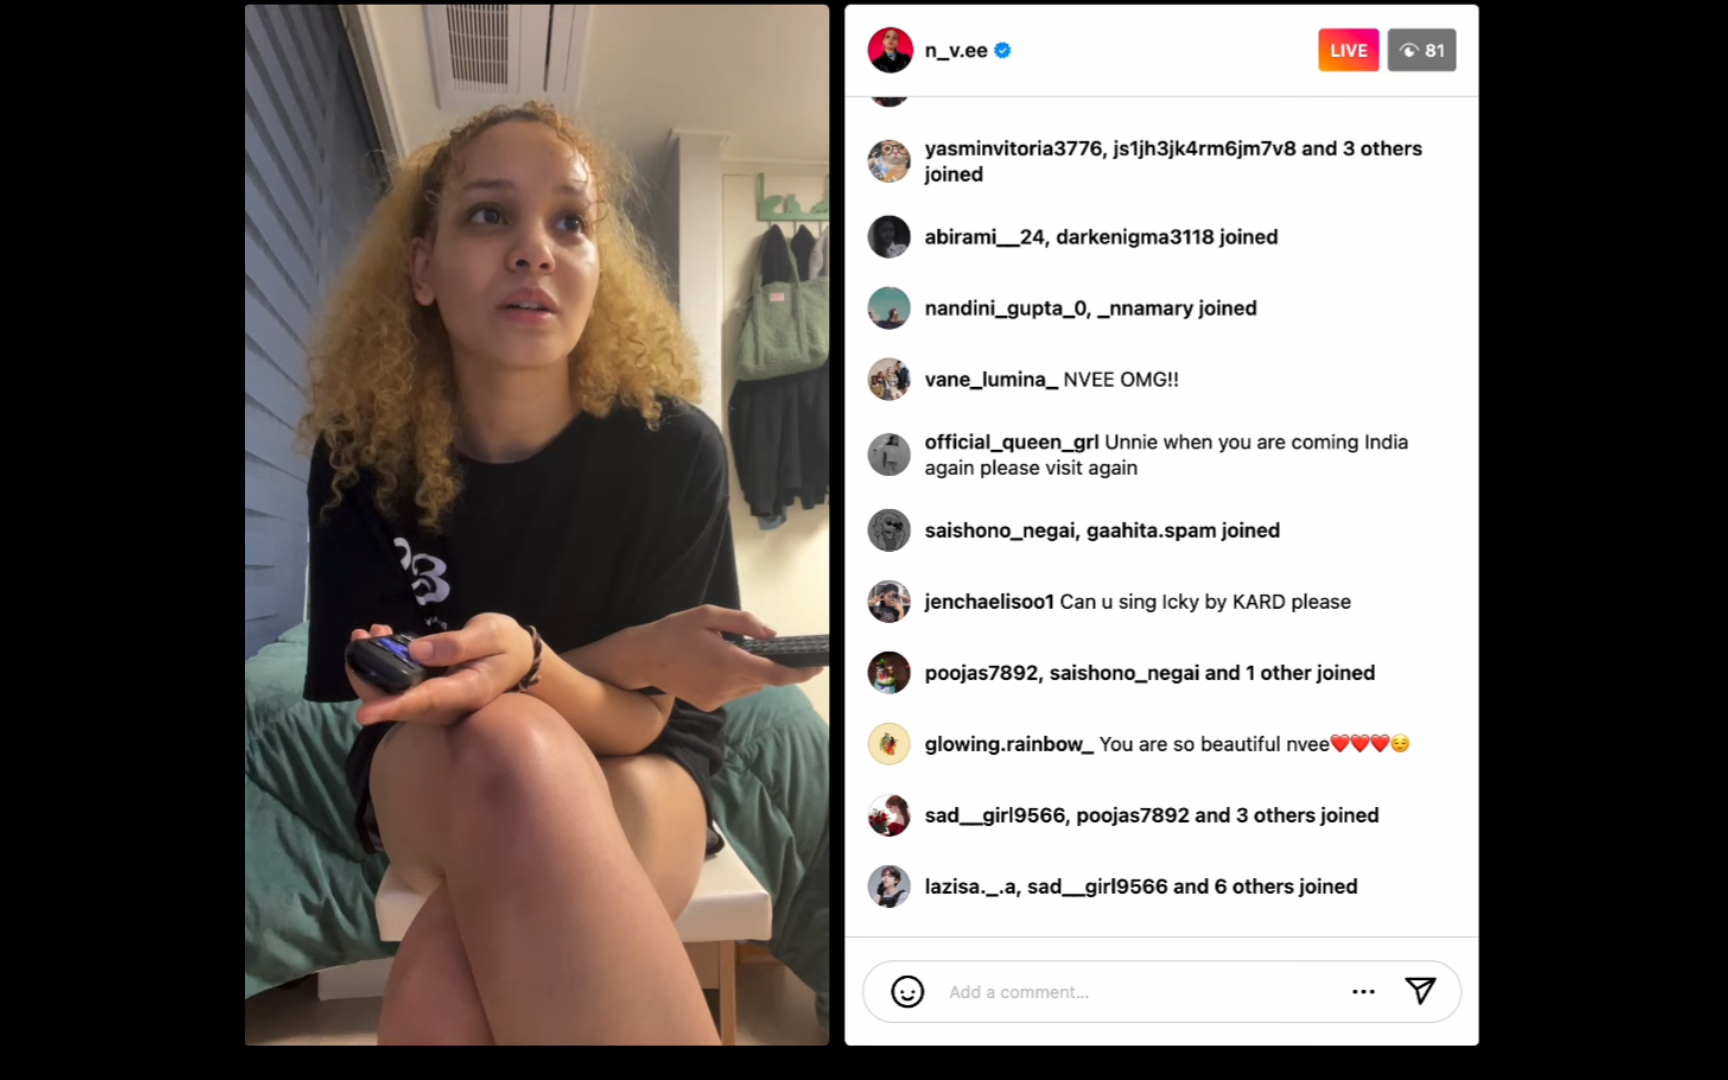 n_v.ee
LIVE
81
yasminvitoria3776, js1jh3jk4rm6jm7v8 and 3 others
joined
abirami__24, darkenigma3118 joined
nandini_gupta_0, _nnamary joined
vane_lumina_ NVEE OMG!!
official_queen_grl Unnie when you are coming India
again please visit again
saishono_negai, gaahita.spam joined
jenchaelisoo1 Can u sing Icky by KARD please
poojas7892, saishono_negai and 1 other joined
glowing.rainbow_ You are so beautiful nvee❤️❤️❤️😌
sad__girl9566, poojas7892 and 3 others joined
lazisa._.a, sad__girl9566 and 6 others joined
Add a comment...